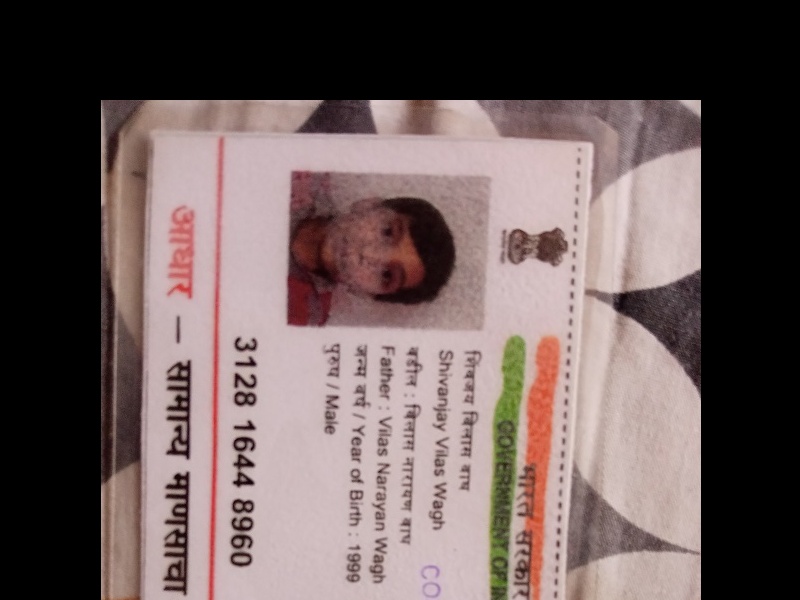 भारत सरकार
GOVERNMENT OF IN
शिवंजय विलास वाघ
Shivanjay Vilas Wagh
CO
वडील : विलास नारायण वाघ
Father : Vilas Narayan Wagh
जन्म वर्ष / Year of Birth : 1999
पुरुष / Male
3128 1644 8960
आधार – सामान्य माणसाचा